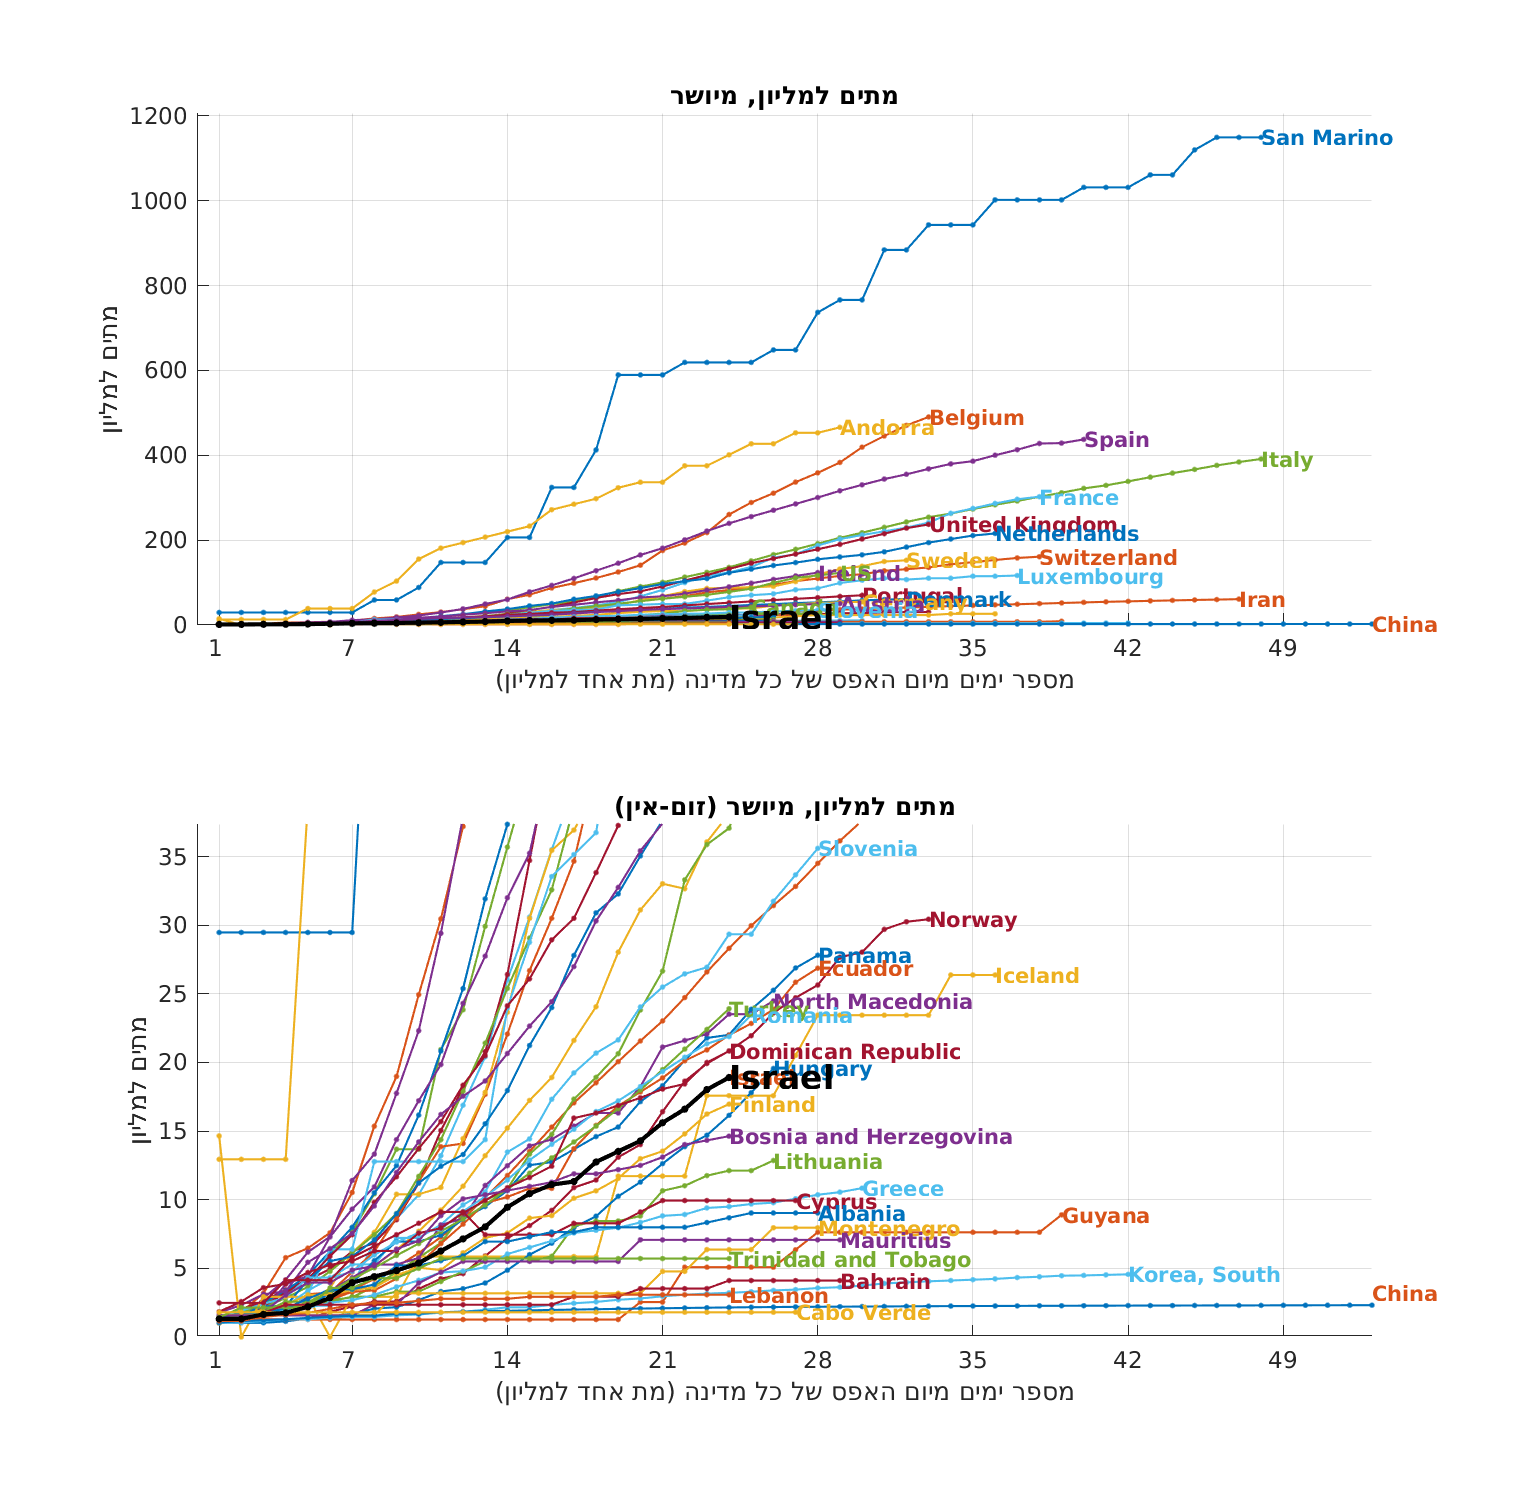 מתים למליון, מיושר
1200
1000
800
600
400
200
0
מתים למליון
San Marino
Belgium
Andorra
Spain
Italy
France
United Kingdom
Netherlands
Switzerland
Sweden
Luxembourg
Portugal
Denmark
Iran
Austria
Slovenia
Israel
China
1 7 14 21 28 35 42 49
מספר ימים מיום האפס של כל מדינה (מת אחד למליון)
מתים למליון, מיושר (זום-אין)
35
30
25
20
15
10
5
0
מתים למליון
Slovenia
Norway
Panama
Ecuador
Iceland
North Macedonia
Turkey
Romania
Dominican Republic
Hungary
Israel
Finland
Bosnia and Herzegovina
Lithuania
Greece
Cyprus
Albania
Guyana
Montenegro
Mauritius
Trinidad and Tobago
Korea, South
Bahrain
Lebanon
China
Cabo Verde
1 7 14 21 28 35 42 49
מספר ימים מיום האפס של כל מדינה (מת אחד למליון)